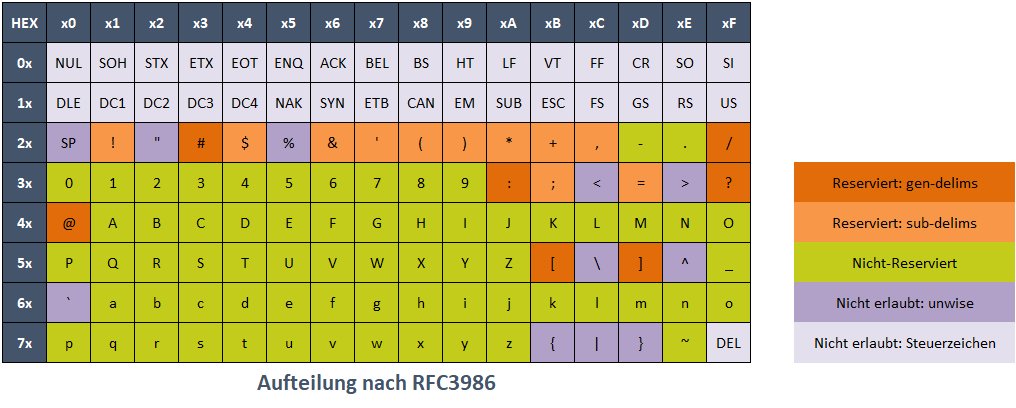 HEX x0 x1 x2 x3 x4 x5 x6 x7 x8 x9 xA xB xC xD xE xF
0x NUL SOH STX ETX EOT ENQ ACK BEL BS HT LF VT FF CR SO SI
1x DLE DC1 DC2 DC3 DC4 NAK SYN ETB CAN EM SUB ESC FS GS RS US
2x SP ! " # $ % & ' ( ) * + , - . /
3x 0 1 2 3 4 5 6 7 8 9 : ; < = > ?
4x @ A B C D E F G H I J K L M N O
5x P Q R S T U V W X Y Z [ \ ] ^ _
6x ` a b c d e f g h i j k l m n o
7x p q r s t u v w x y z { | } ~ DEL
Reserviert: gen-delims
Reserviert: sub-delims
Nicht-Reserviert
Nicht erlaubt: unwise
Nicht erlaubt: Steuerzeichen
Aufteilung nach RFC3986